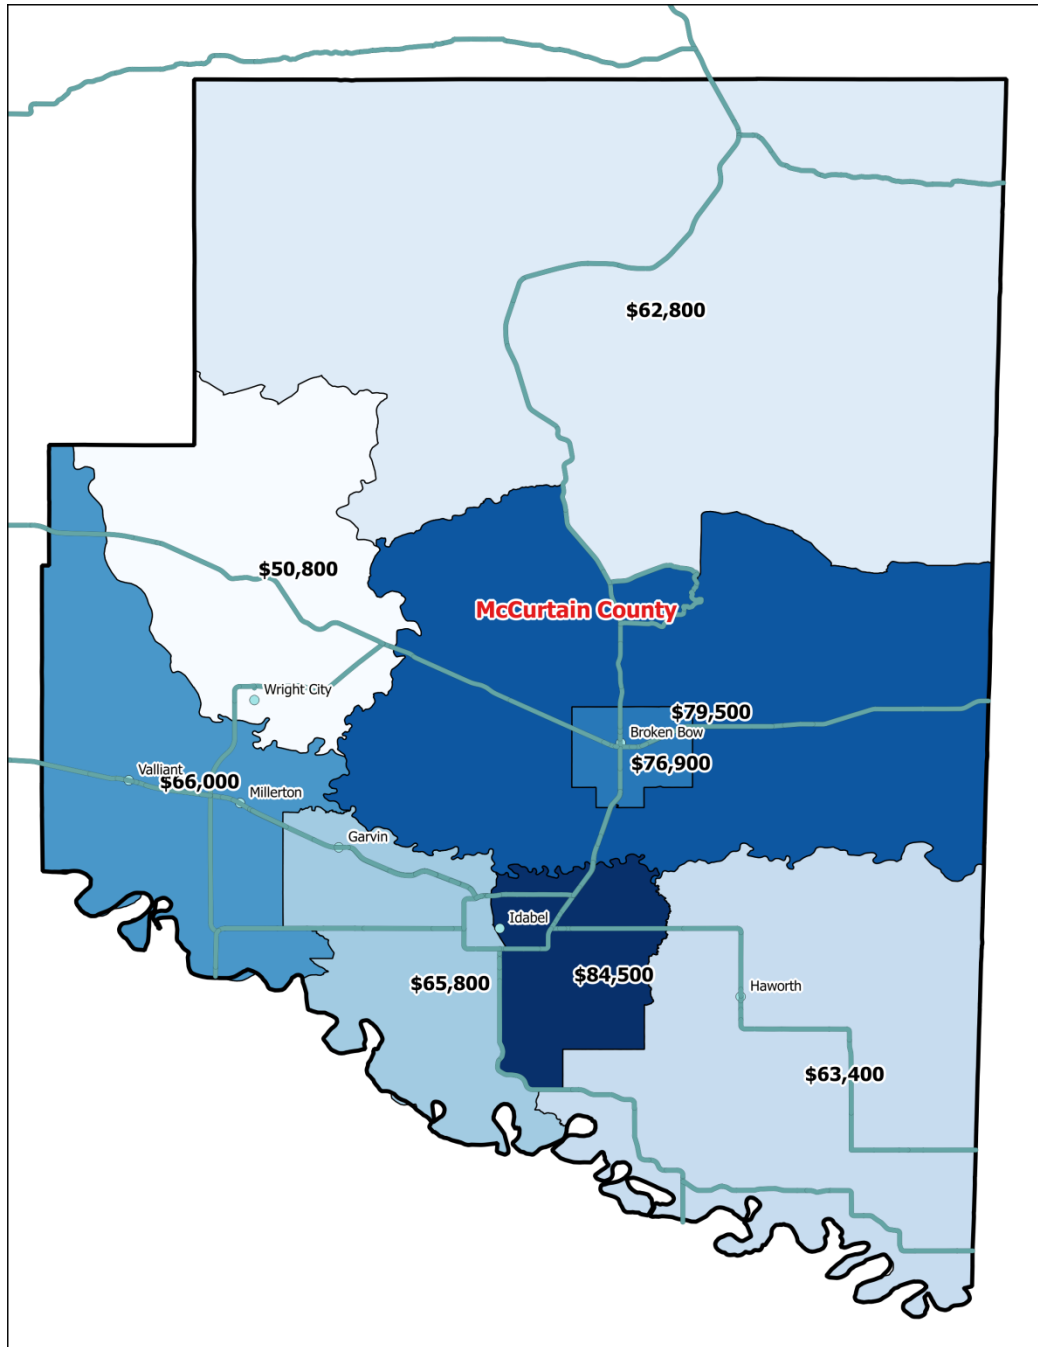 $62,800
$50,800
McCurtain County
Wright City
$79,500
Broken Bow
$76,900
Valliant
$66,000
Millerton
Garvin
Idabel
$65,800
$84,500
Haworth
$63,400